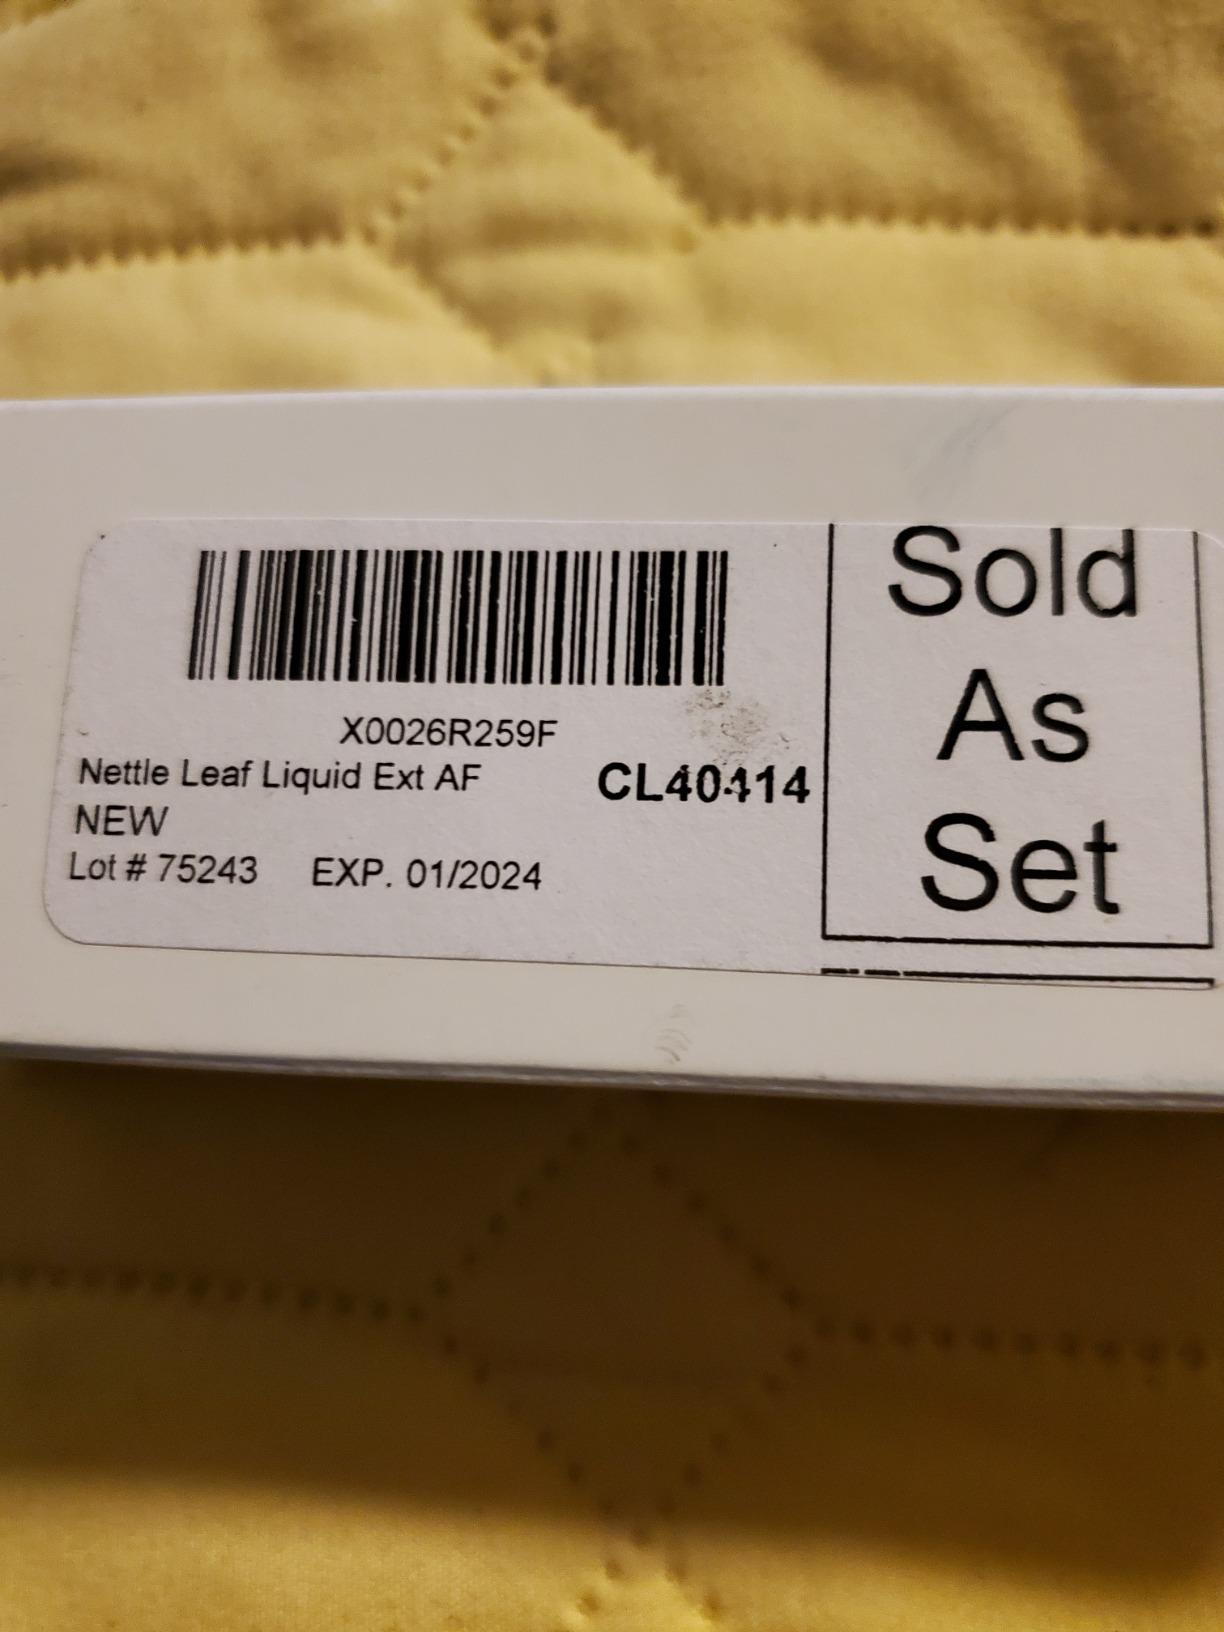 X0026R259F
Nettle Leaf Liquid Ext AF
NEW
CL40414
Lot # 75243 EXP. 01/2024
Sold
As
Set